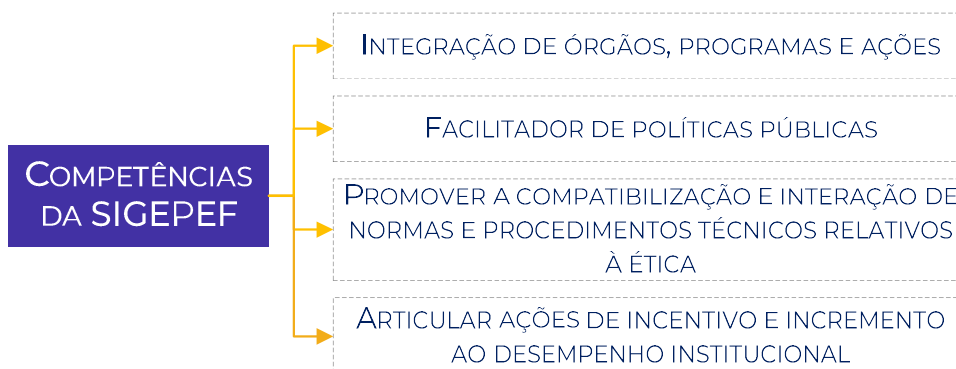 COMPETÊNCIAS
DA SIGEPEF
INTEGRAÇÃO DE ÓRGÃOS, PROGRAMAS E AÇÕES
FACILITADOR DE POLÍTICAS PÚBLICAS
PROMOVER A COMPATIBILIZAÇÃO E INTERAÇÃO DE
NORMAS E PROCEDIMENTOS TÉCNICOS RELATIVOS
À ÉTICA
ARTICULAR AÇÕES DE INCENTIVO E INCREMENTO
AO DESEMPENHO INSTITUCIONAL